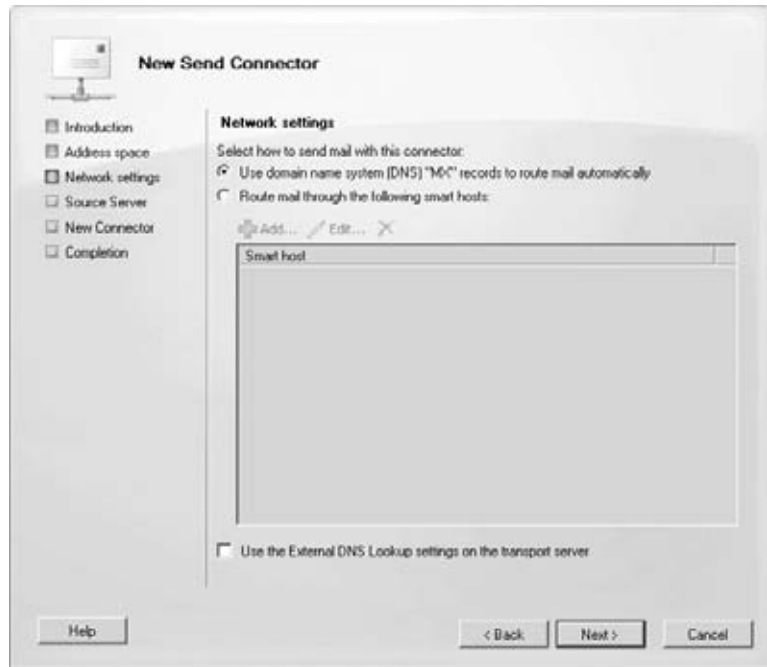 New Send Connector
Introduction
Address space
Network settings
Source Server
New Connector
Completion
Network settings
Select how to send mail with this connector:
Use domain name system (DNS) "MX" records to route mail automatically
Route mail through the following smart hosts:
Add... Edit...
Smart host
Use the External DNS Lookup settings on the transport server
Help
< Back
Next >
Cancel